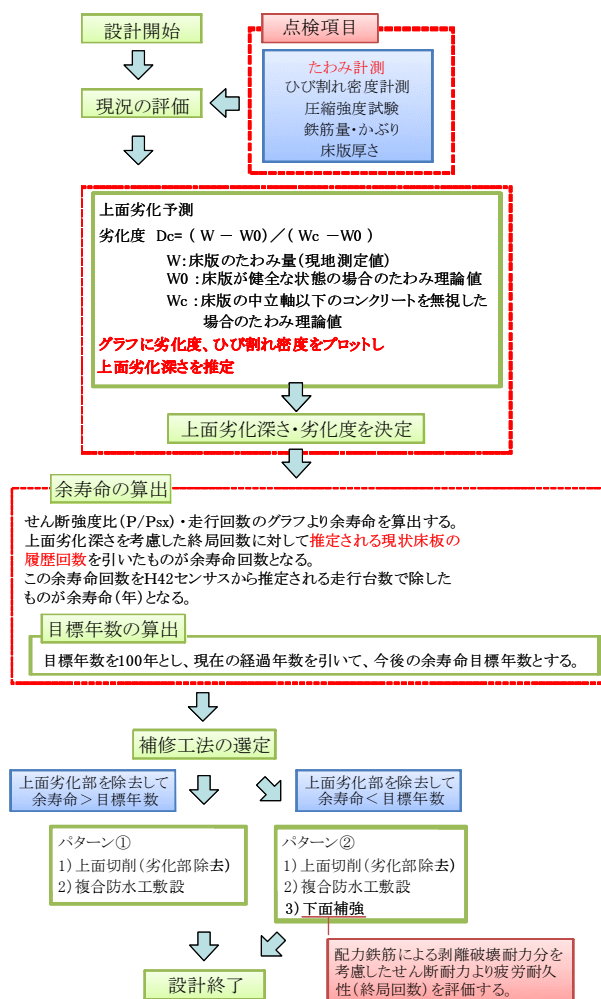 設計開始
点検項目
たわみ計測
ひび割れ密度計測
圧縮強度試験
鉄筋量・かぶり
床版厚さ
現況の評価
上面劣化予測
劣化度 Dc= ( W － W0)／( Wc －W0 )
W:床版のたわみ量(現地測定値)
W0 :床版が健全な状態の場合のたわみ理論値
Wc :床版の中立軸以下のコンクリートを無視した
場合のたわみ理論値
グラフに劣化度、ひび割れ密度をプロットし
上面劣化深さを推定
上面劣化深さ・劣化度を決定
余寿命の算出
せん断強度比(P/Psx)・走行回数のグラフより余寿命を算出する。
上面劣化深さを考慮した終局回数に対して推定される現状床板の
履歴回数を引いたものが余寿命回数となる。
この余寿命回数をH42センサスから推定される走行台数で除した
ものが余寿命(年)となる。
目標年数の算出
目標年数を100年とし、現在の経過年数を引いて、今後の余寿命目標年数とする。
補修工法の選定
上面劣化部を除去して
余寿命＞目標年数
上面劣化部を除去して
余寿命＜目標年数
パターン①
1)上面切削(劣化部除去)
2)複合防水工敷設
パターン②
1)上面切削(劣化部除去)
2)複合防水工敷設
3)下面補強
設計終了
配力鉄筋による剥離破壊耐力分を
考慮したせん断耐力より疲労耐久
性(終局回数)を評価する。